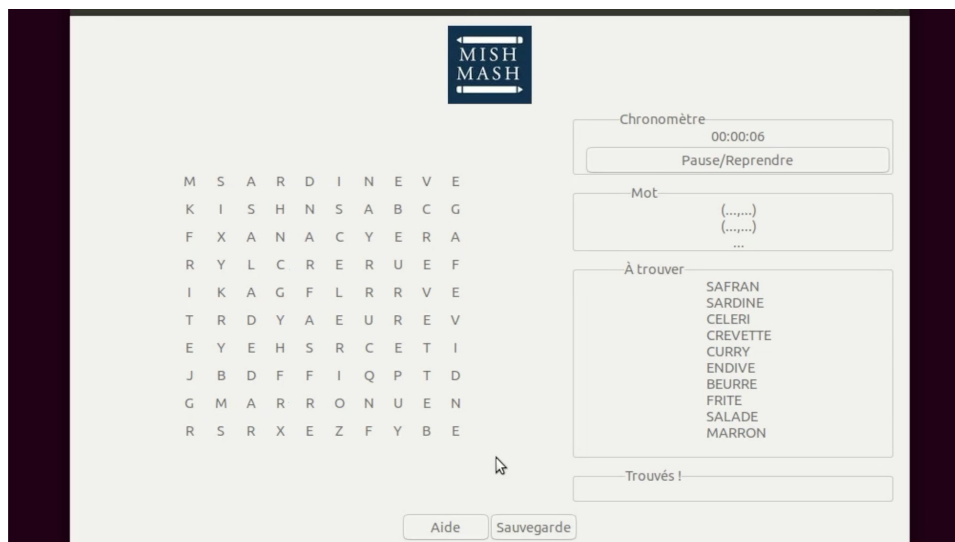 MISH
MASH
Chronomètre
00:00:06
Pause/Reprendre
Mot
(...,...)
(...,...)
...
À trouver
SAFRAN
SARDINE
CELERI
CREVETTE
CURRY
ENDIVE
BEURRE
FRITE
SALADE
MARRON
Trouvés !
M S A R D I N E V E
K I S H N S A B C G
F X A N A C Y E R A
R Y L C R E R U E F
I K A G F L R R V E
T R D Y A E U R E V
E Y E H S R C E T I
J B D F F I Q P T D
G M A R R O N U E N
R S R X E Z F Y B E
Aide
Sauvegarde